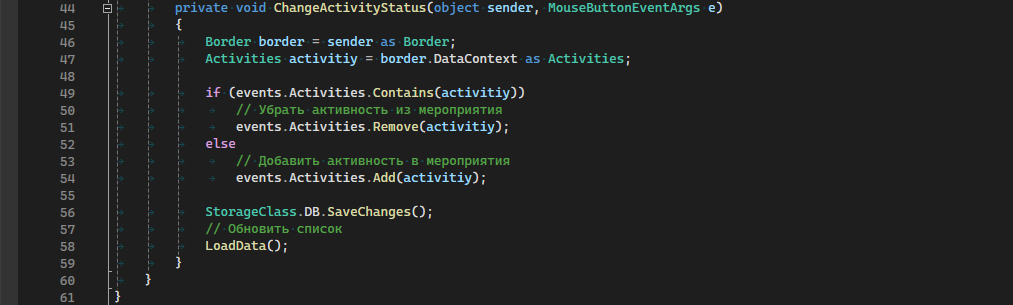 44 private void ChangeActivityStatus(object sender, MouseButtonEventArgs e)
45 {
46 Border border = sender as Border;
47 Activities activitiy = border.DataContext as Activities;
48
49 if (events.Activities.Contains(activitiy))
50 // Убрать активность из мероприятия
51 events.Activities.Remove(activitiy);
52 else
53 // Добавить активность в мероприятия
54 events.Activities.Add(activitiy);
55
56 StorageClass.DB.SaveChanges();
57 // Обновить список
58 LoadData();
59 }
60 }
61 }